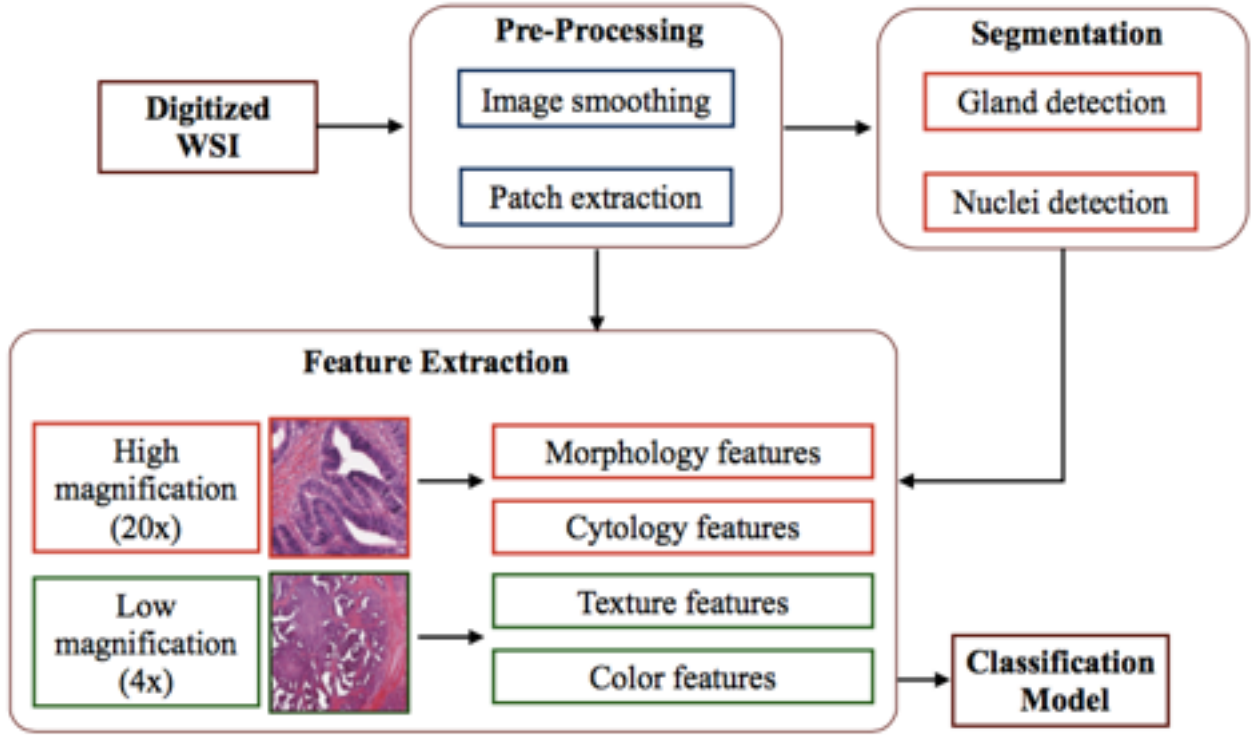 Digitized
WSI
Pre-Processing
Image smoothing
Patch extraction
Segmentation
Gland detection
Nuclei detection
Feature Extraction
High
magnification
(20x)
Morphology features
Cytology features
Low
magnification
(4x)
Texture features
Color features
Classification
Model